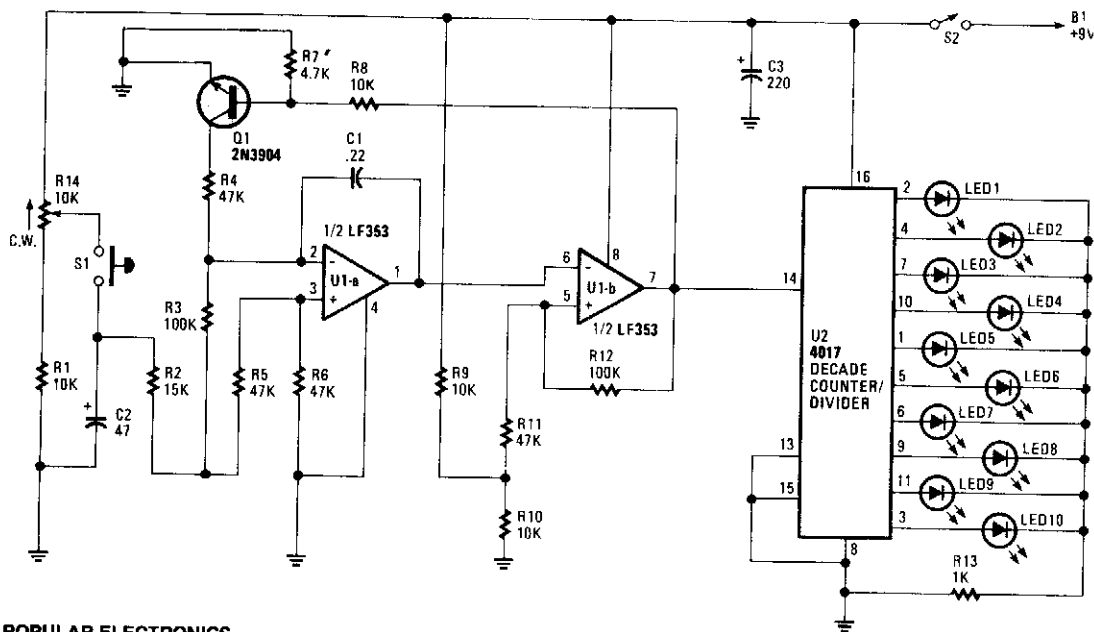 B1
+9V
S2
R7
4.7K
R8
10K
C3
220
+
Q1
2N3904
C1
.22
R4
47K
R14
10K
C.W.
S1
1/2 LF353
2
3
+
U1-a
1
4
6
5
-
+
U1-b
8
7
1/2 LF353
R3
100K
R1
10K
C2
47
+
R2
15K
R5
47K
R6
47K
R9
10K
R12
100K
R11
47K
R10
10K
16
14
13
15
8
U2
4017
DECADE
COUNTER/
DIVIDER
2
LED1
4
LED2
7
LED3
10
LED4
1
LED5
5
LED6
6
LED7
9
LED8
11
LED9
3
LED10
R13
1K
POPULAR ELECTRONICS